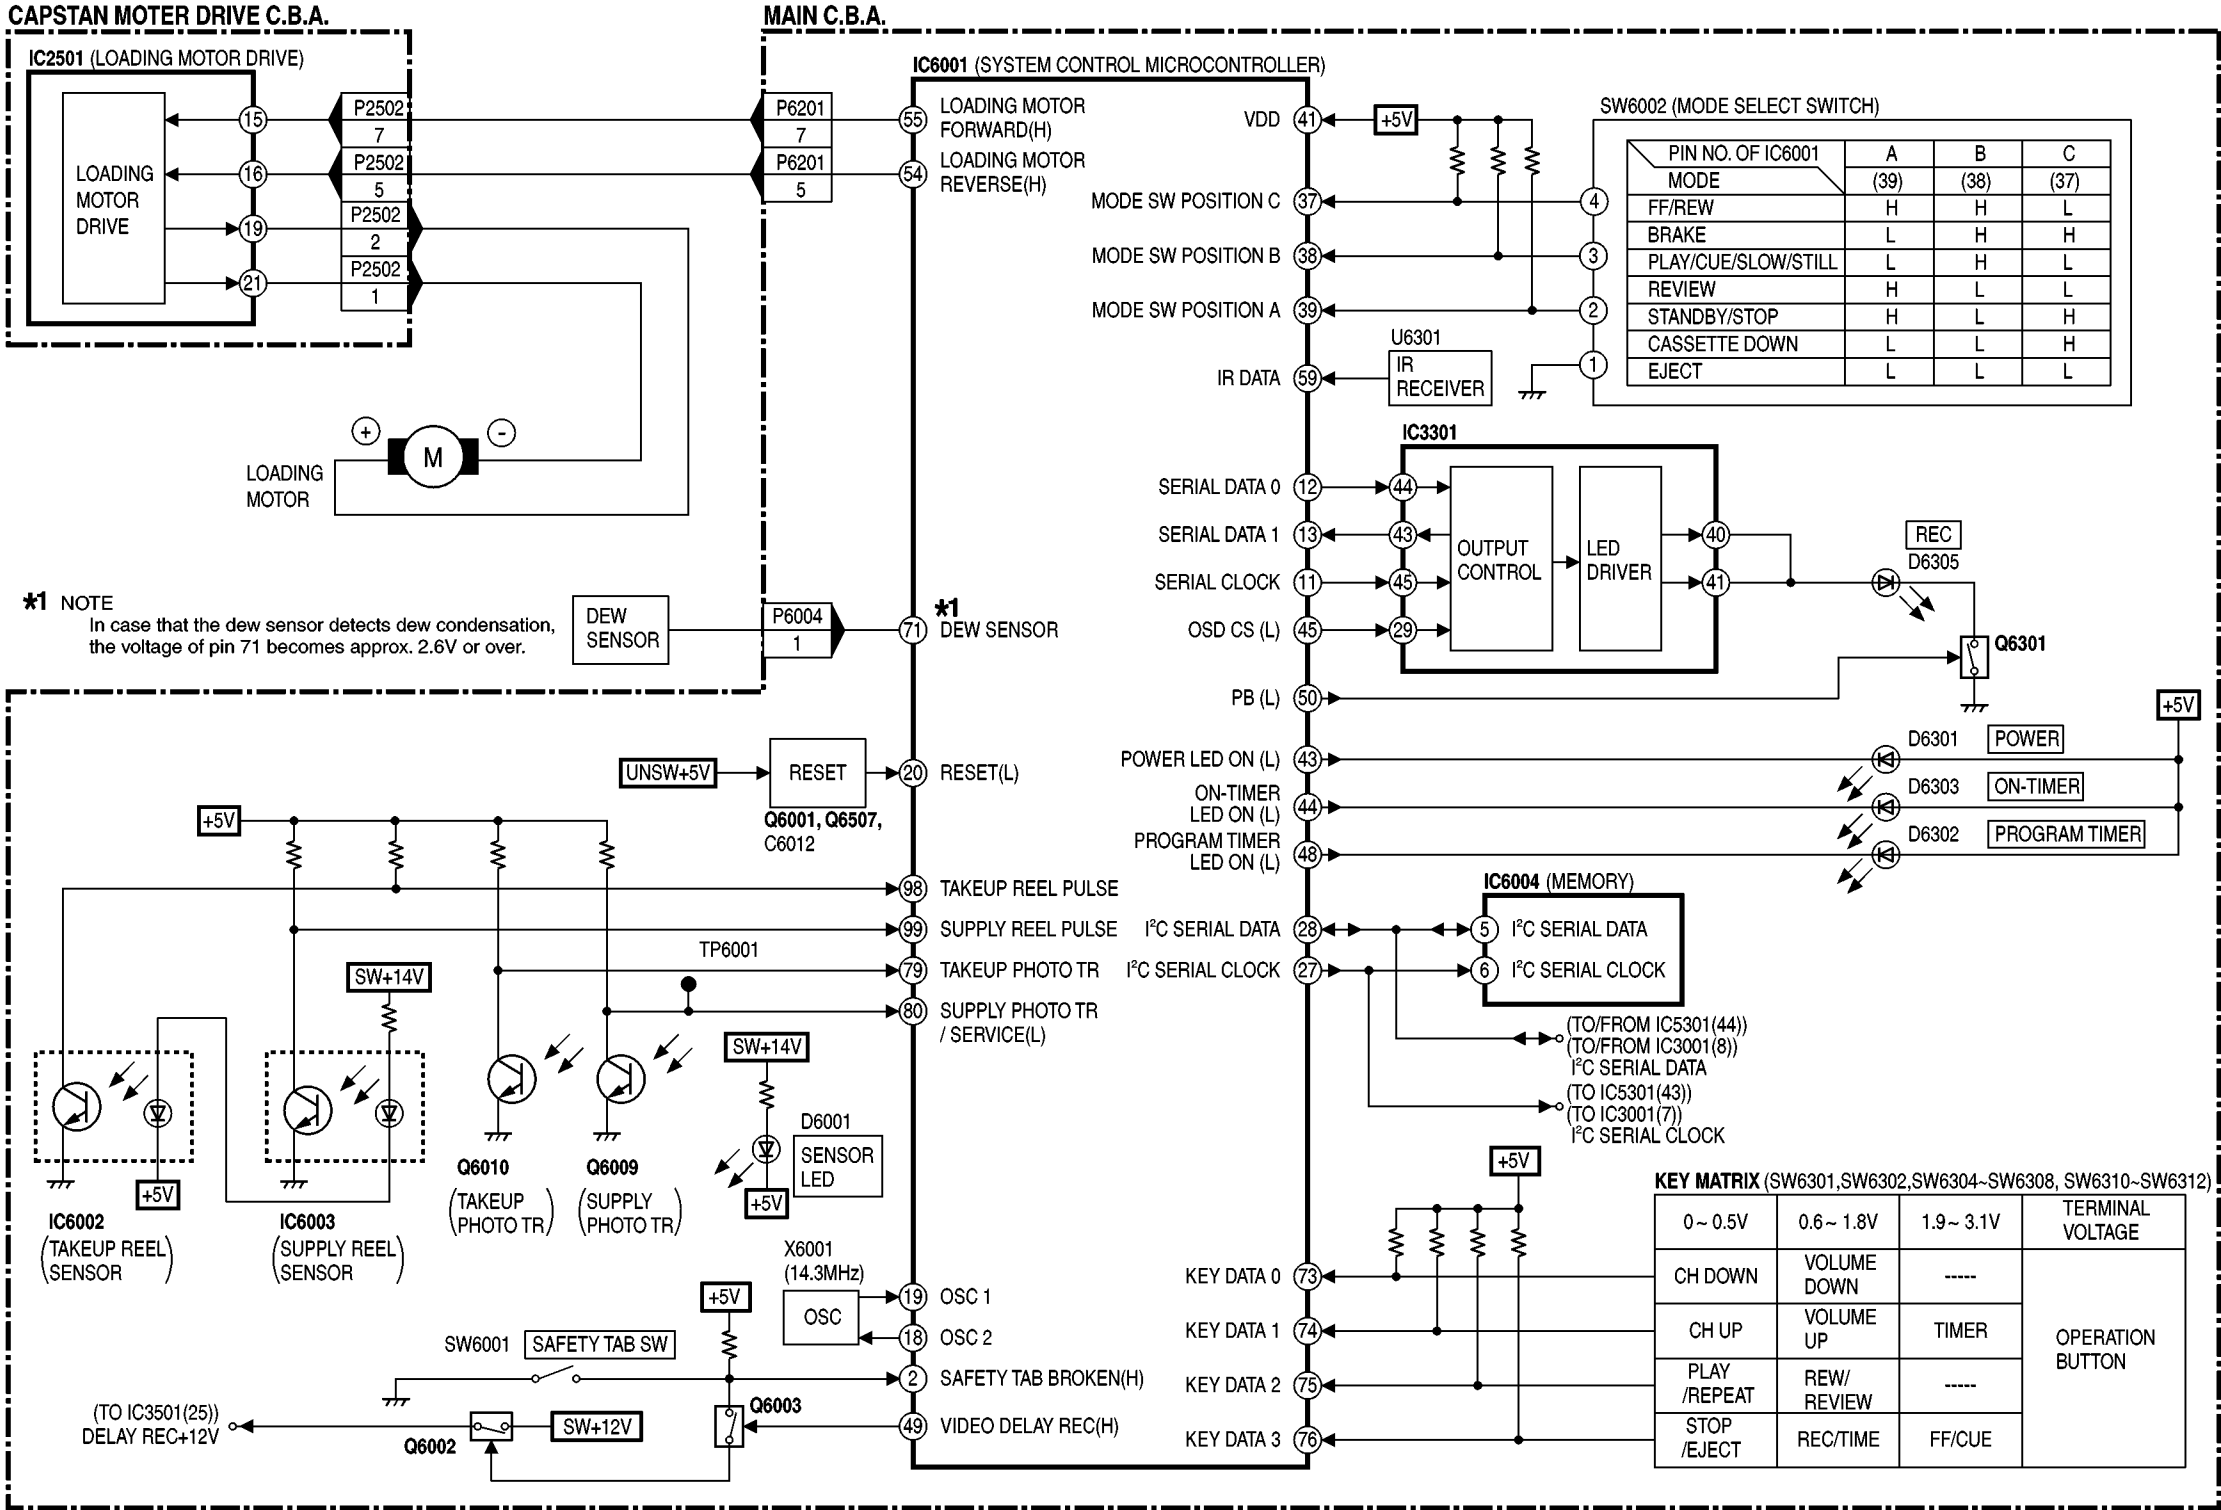 CAPSTAN MOTER DRIVE C.B.A.
IC2501 (LOADING MOTOR DRIVE)
LOADING
MOTOR
DRIVE
15
16
19
21
P2502
7
P2502
5
P2502
2
P2502
1
+
-
M
LOADING
MOTOR
*1 NOTE
In case that the dew sensor detects dew condensation,
the voltage of pin 71 becomes approx. 2.6V or over.
DEW
SENSOR
MAIN C.B.A.
P6201
7
P6201
5
P6004
1
IC6001 (SYSTEM CONTROL MICROCONTROLLER)
55 LOADING MOTOR
FORWARD(H)
54 LOADING MOTOR
REVERSE(H)
*1
71 DEW SENSOR
UNSW+5V
RESET
20 RESET(L)
Q6001, Q6507,
C6012
+5V
98 TAKEUP REEL PULSE
99 SUPPLY REEL PULSE
TP6001
79 TAKEUP PHOTO TR
80 SUPPLY PHOTO TR
/ SERVICE(L)
SW+14V
SW+14V
D6001
SENSOR
LED
+5V
+5V
IC6002
(TAKEUP REEL
SENSOR)
IC6003
(SUPPLY REEL
SENSOR)
Q6010
(TAKEUP
PHOTO TR)
Q6009
(SUPPLY
PHOTO TR)
X6001
(14.3MHz)
OSC
19 OSC 1
18 OSC 2
+5V
SW6001 SAFETY TAB SW
2 SAFETY TAB BROKEN(H)
Q6003
49 VIDEO DELAY REC(H)
(TO IC3501(25))
DELAY REC+12V
Q6002
SW+12V
VDD 41
+5V
MODE SW POSITION C 37
MODE SW POSITION B 38
MODE SW POSITION A 39
4
3
2
1
IR DATA 59
U6301
IR
RECEIVER
SW6002 (MODE SELECT SWITCH)
PIN NO. OF IC6001 A B C
MODE (39) (38) (37)
FF/REW H H L
BRAKE L H H
PLAY/CUE/SLOW/STILL L H L
REVIEW H L L
STANDBY/STOP H L H
CASSETTE DOWN L L H
EJECT L L L
IC3301
SERIAL DATA 0 12 44
SERIAL DATA 1 13 43
SERIAL CLOCK 11 45
OSD CS (L) 45 29
OUTPUT
CONTROL
LED
DRIVER
40
41
REC
D6305
Q6301
PB (L) 50
+5V
POWER LED ON (L) 43
D6301 POWER
ON-TIMER
LED ON (L) 44
D6303 ON-TIMER
PROGRAM TIMER
LED ON (L) 48
D6302 PROGRAM TIMER
IC6004 (MEMORY)
I²C SERIAL DATA 28 5 I²C SERIAL DATA
I²C SERIAL CLOCK 27 6 I²C SERIAL CLOCK
(TO/FROM IC5301(44))
(TO/FROM IC3001(8))
I²C SERIAL DATA
(TO IC5301(43))
(TO IC3001(7))
I²C SERIAL CLOCK
+5V
KEY DATA 0 73
KEY DATA 1 74
KEY DATA 2 75
KEY DATA 3 76
KEY MATRIX (SW6301,SW6302,SW6304~SW6308, SW6310~SW6312)
0 ~ 0.5V 0.6 ~ 1.8V 1.9 ~ 3.1V TERMINAL
VOLTAGE
CH DOWN VOLUME
DOWN -----
CH UP VOLUME
UP TIMER
PLAY
/REPEAT REW/
REVIEW -----
STOP
/EJECT REC/TIME FF/CUE
OPERATION
BUTTON